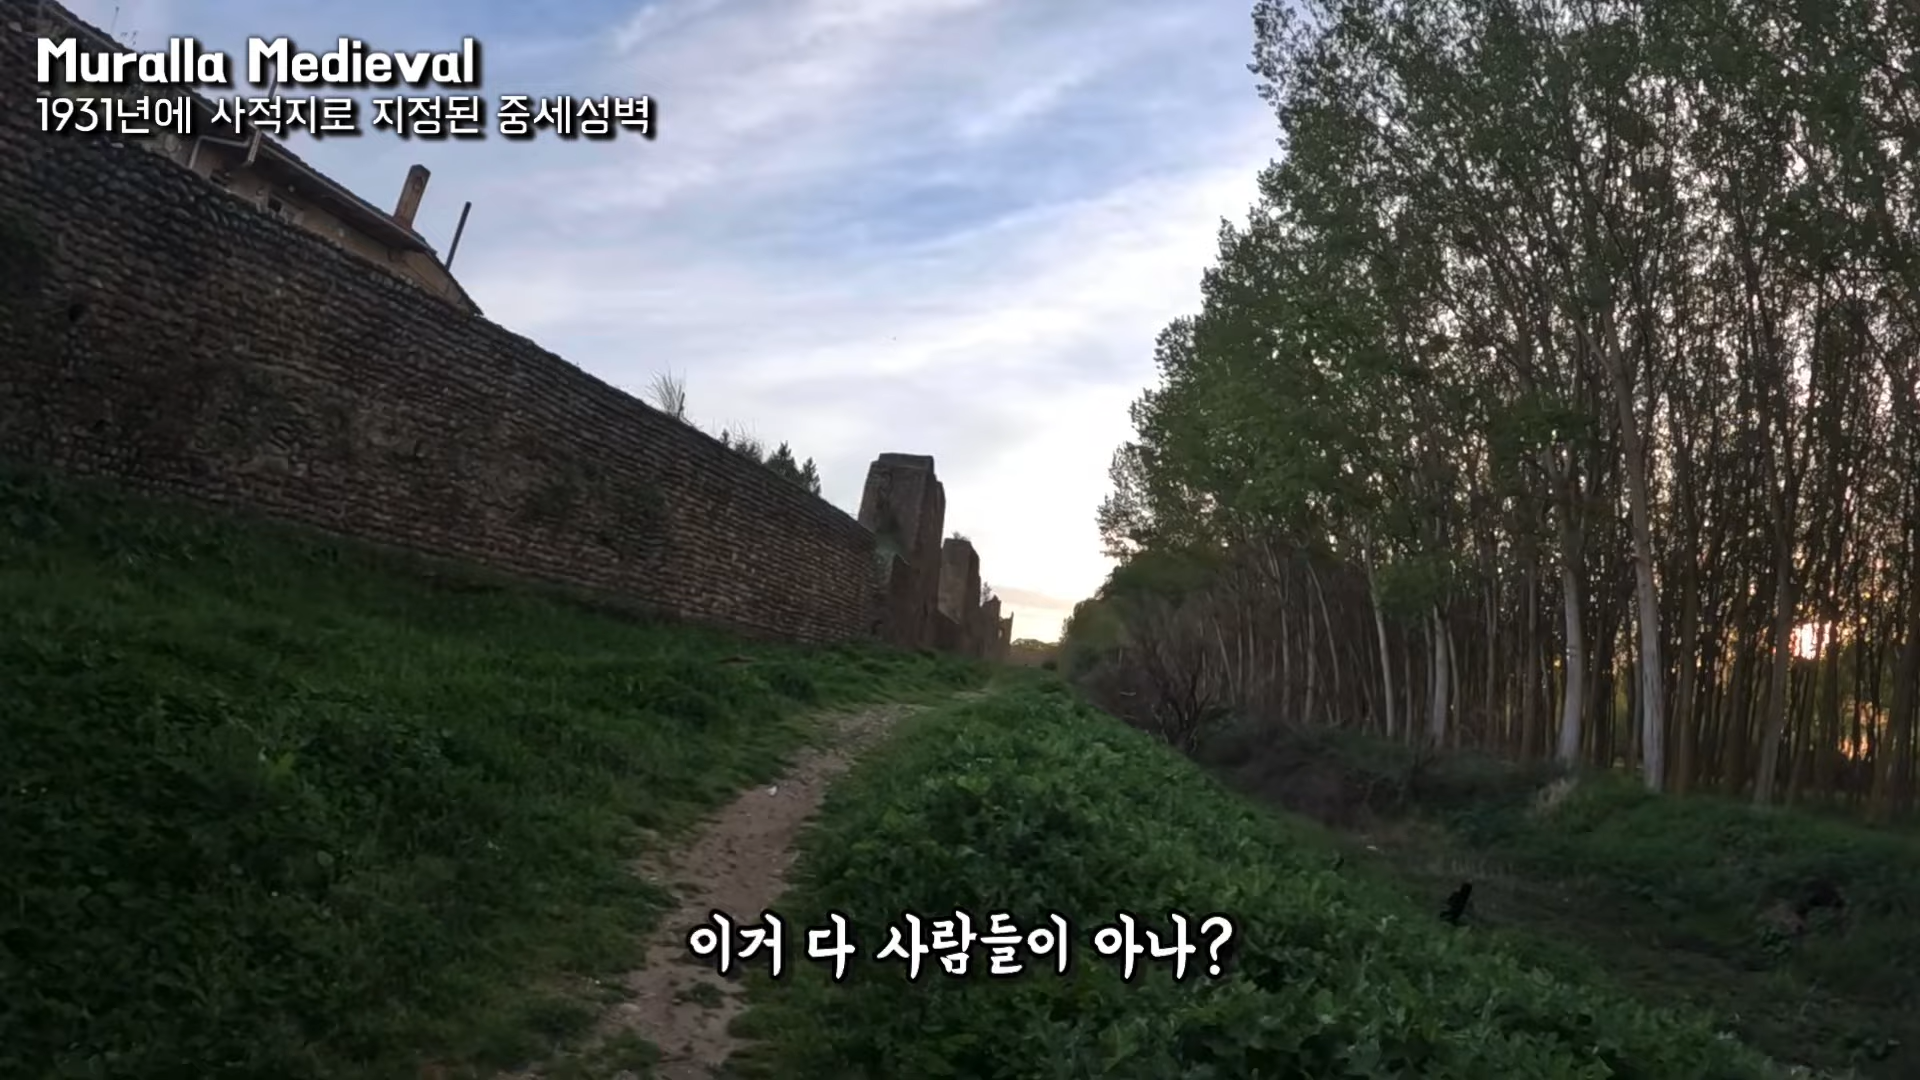 Muralla Medieval
1931년에 사적지로 지정된 중세성벽
이거 다 사람들이 아나?